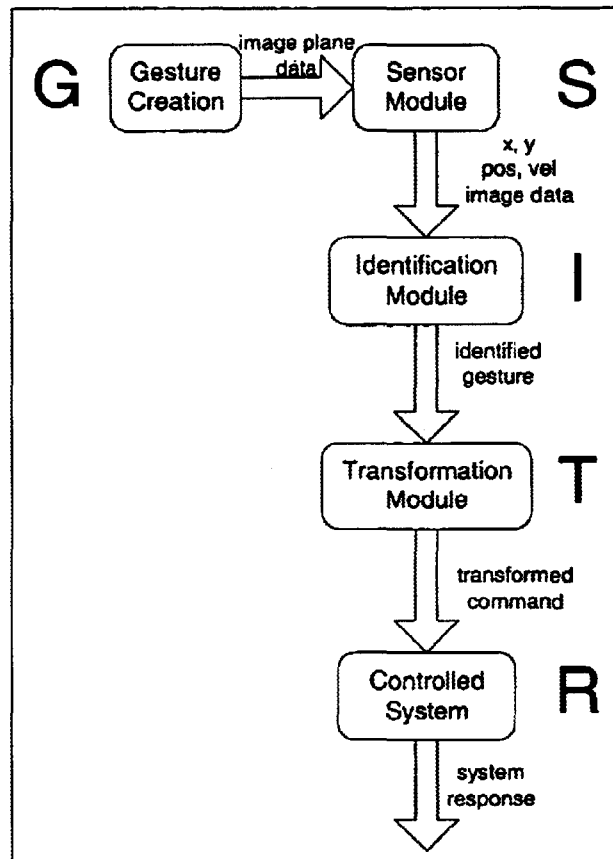 G
Gesture
Creation
image plane
data
Sensor
Module
S
x, y
pos, vel
image data
Identification
Module
I
identified
gesture
Transformation
Module
T
transformed
command
Controlled
System
R
system
response